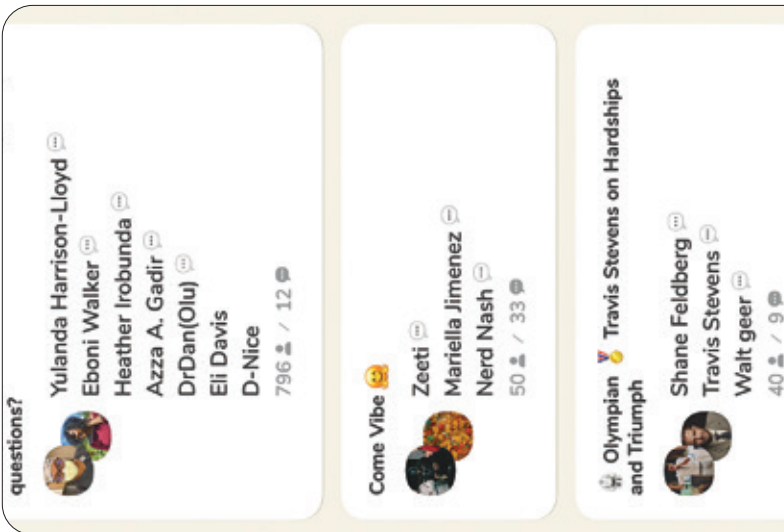 questions?
Yulanda Harrison-Lloyd
Eboni Walker
Heather Irobunda
Azza A. Gadir
DrDan(Olu)
Eli Davis
D-Nice
796 / 12
Come Vibe 🤗
Zeeti
Mariella Jimenez
Nerd Nash
50 / 33
Olympian 🏅 Travis Stevens on Hardships
and Triumph
Shane Feldberg
Travis Stevens
Walt geer
40 / 9